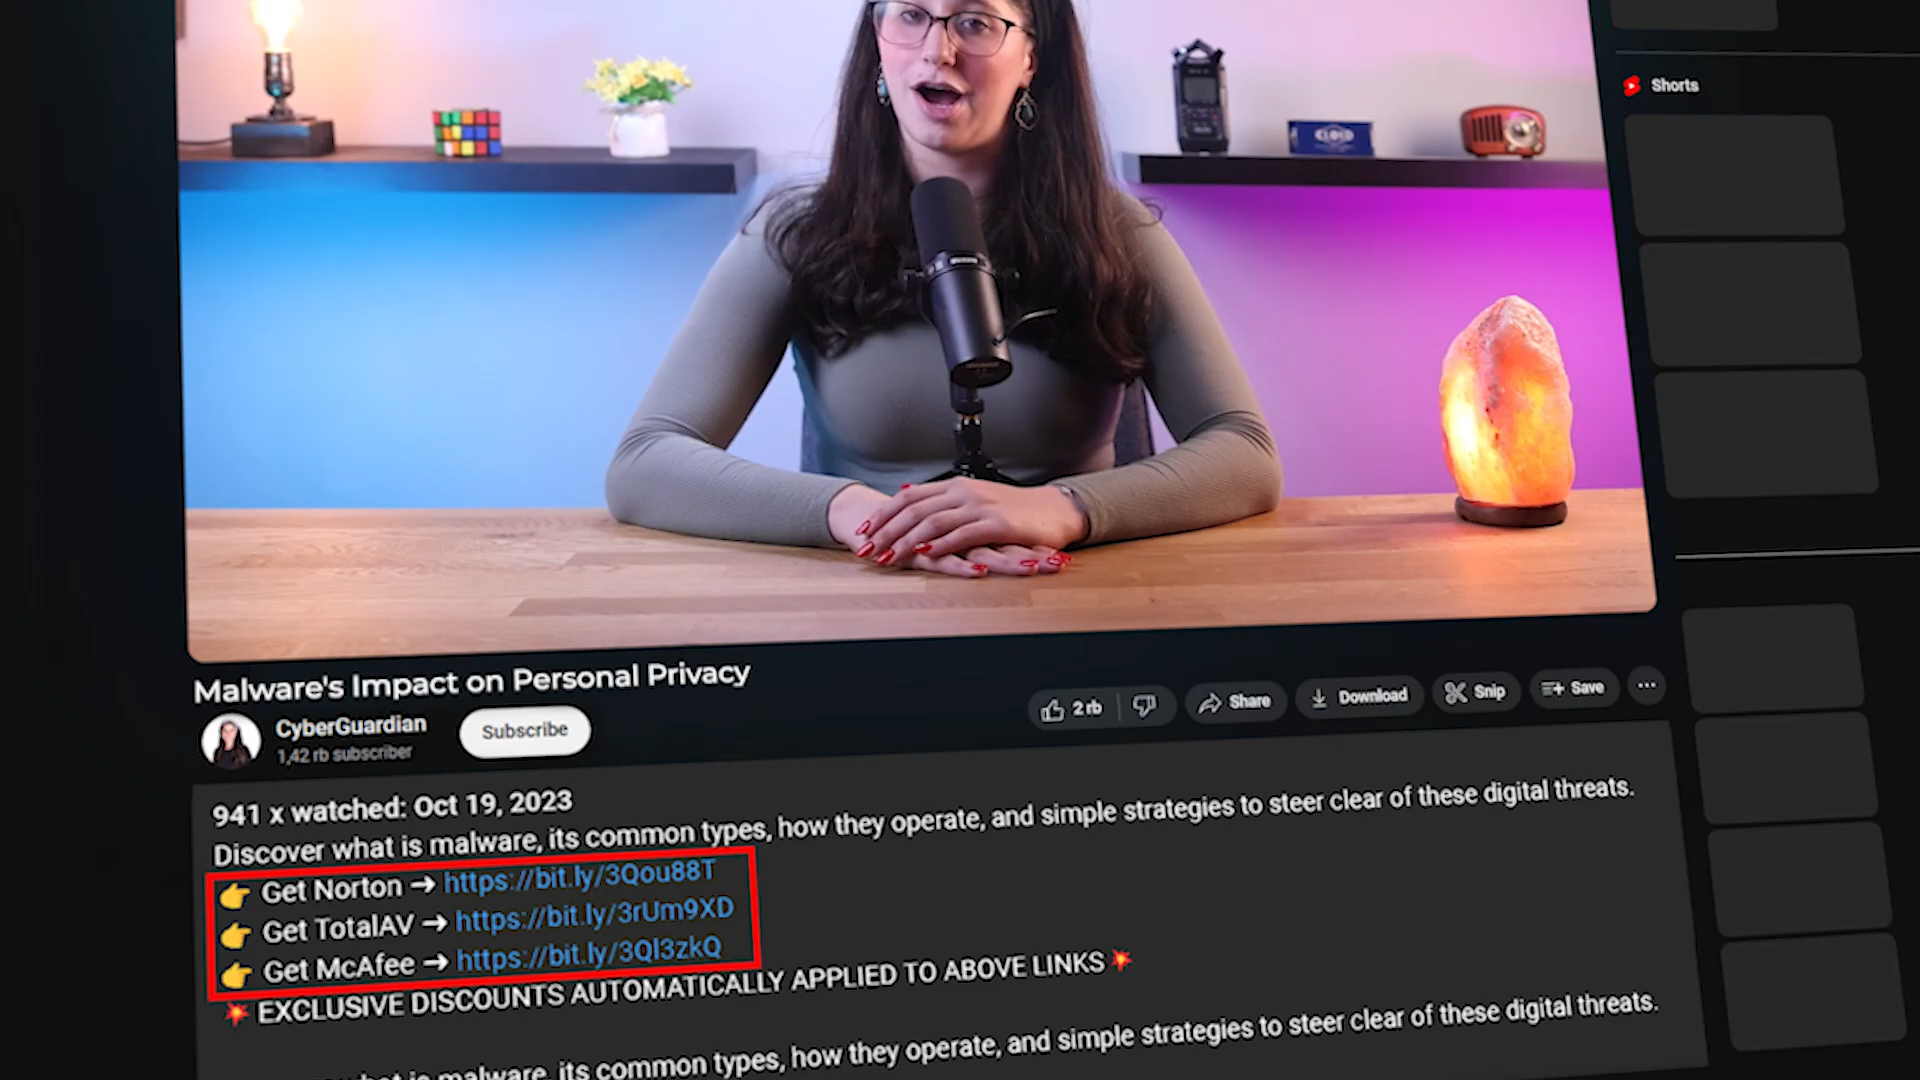 Shorts
CLOUD
Malware's Impact on Personal Privacy
CyberGuardian
1,42 rb subscriber
Subscribe
2 rb
Share
Download
Snip
Save
941 x watched: Oct 19, 2023
Discover what is malware, its common types, how they operate, and simple strategies to steer clear of these digital threats.
👉 Get Norton ➜ https://bit.ly/3Qou88T
👉 Get TotalAV ➜ https://bit.ly/3rUm9XD
👉 Get McAfee ➜ https://bit.ly/3Ql3zkQ
💥 EXCLUSIVE DISCOUNTS AUTOMATICALLY APPLIED TO ABOVE LINKS 💥
what is malware, its common types, how they operate, and simple strategies to steer clear of these digital threats.